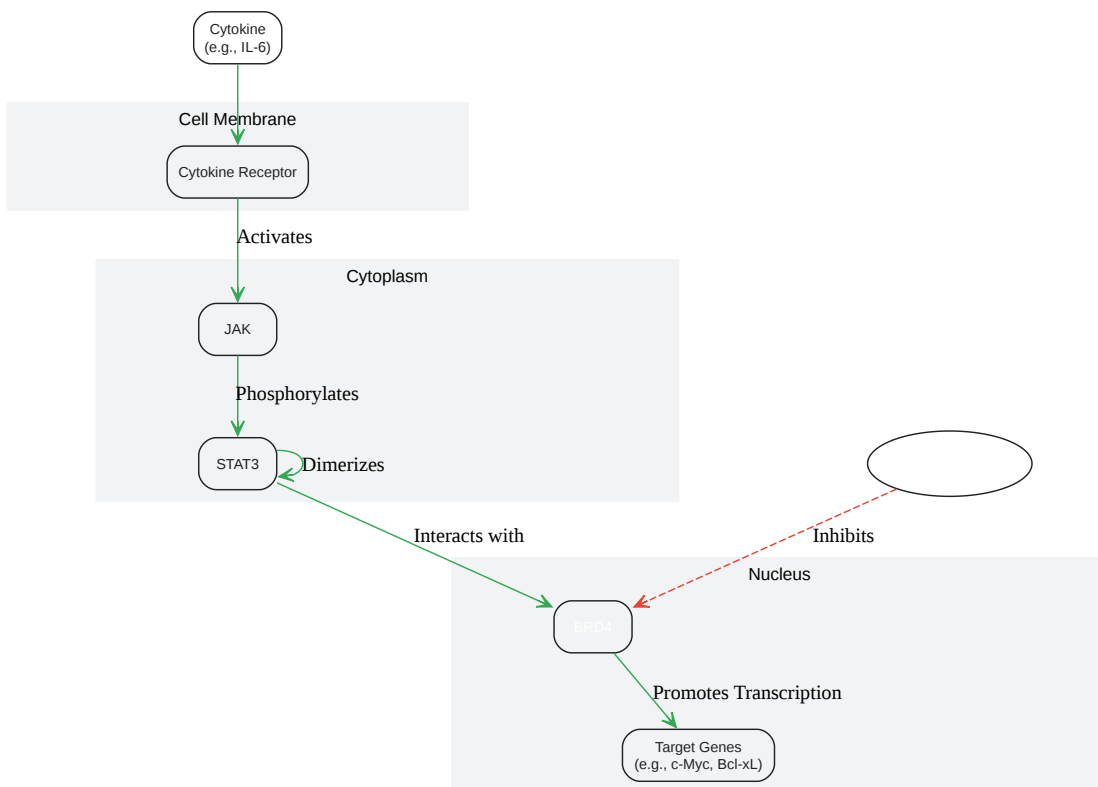 Cytokine
(e.g., IL-6)
Cell Membrane
Cytokine Receptor
Activates
Cytoplasm
JAK
Phosphorylates
STAT3
Dimerizes
Interacts with
Inhibits
Nucleus
BRD4
Promotes Transcription
Target Genes
(e.g., c-Myc, Bcl-xL)